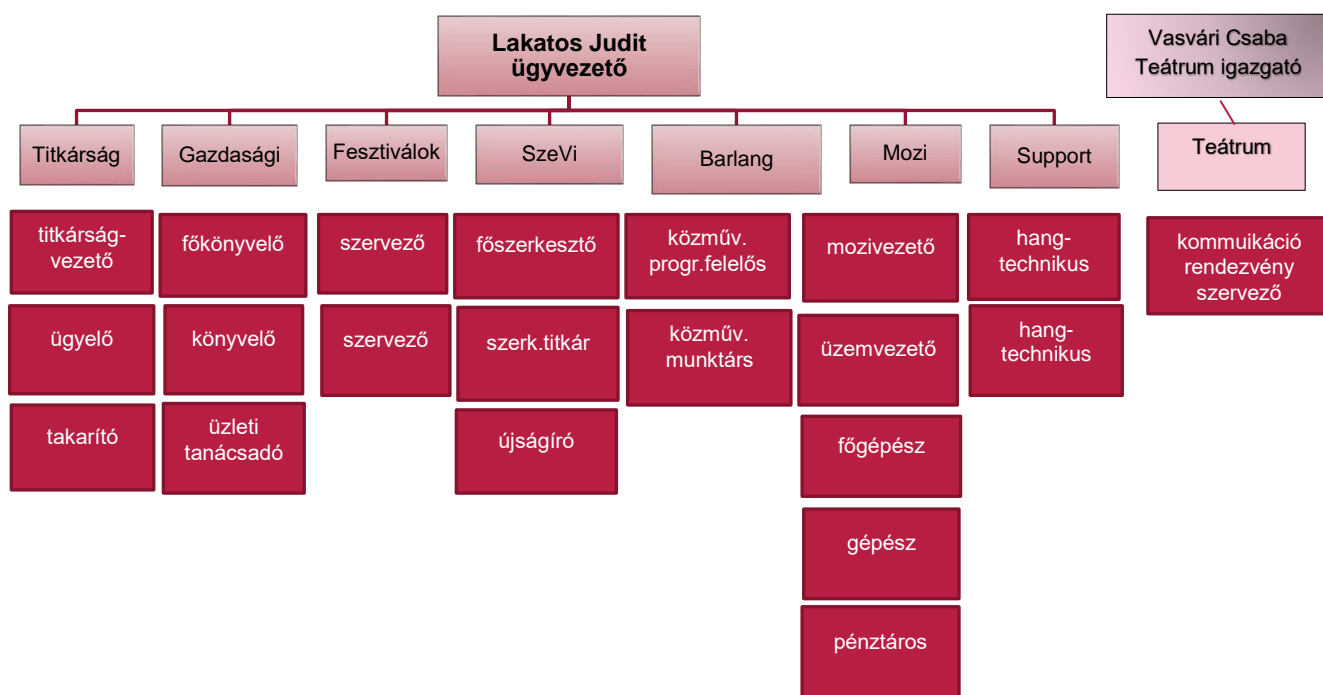 Lakatos Judit
ügyvezető
Vasvári Csaba
Teátrum igazgató
Titkárság
Gazdasági
Fesztiválok
SzeVi
Barlang
Mozi
Support
Teátrum
titkárság-
vezető
főkönyvelő
szervező
főszerkesztő
közműv.
progr.felelős
mozivezető
hang-
technikus
kommuikáció
rendezvény
szervező
ügyelő
könyvelő
szervező
szerk.titkár
közműv.
munktárs
üzemvezető
hang-
technikus
takarító
üzleti
tanácsadó
újságíró
főgépész
gépész
pénztáros